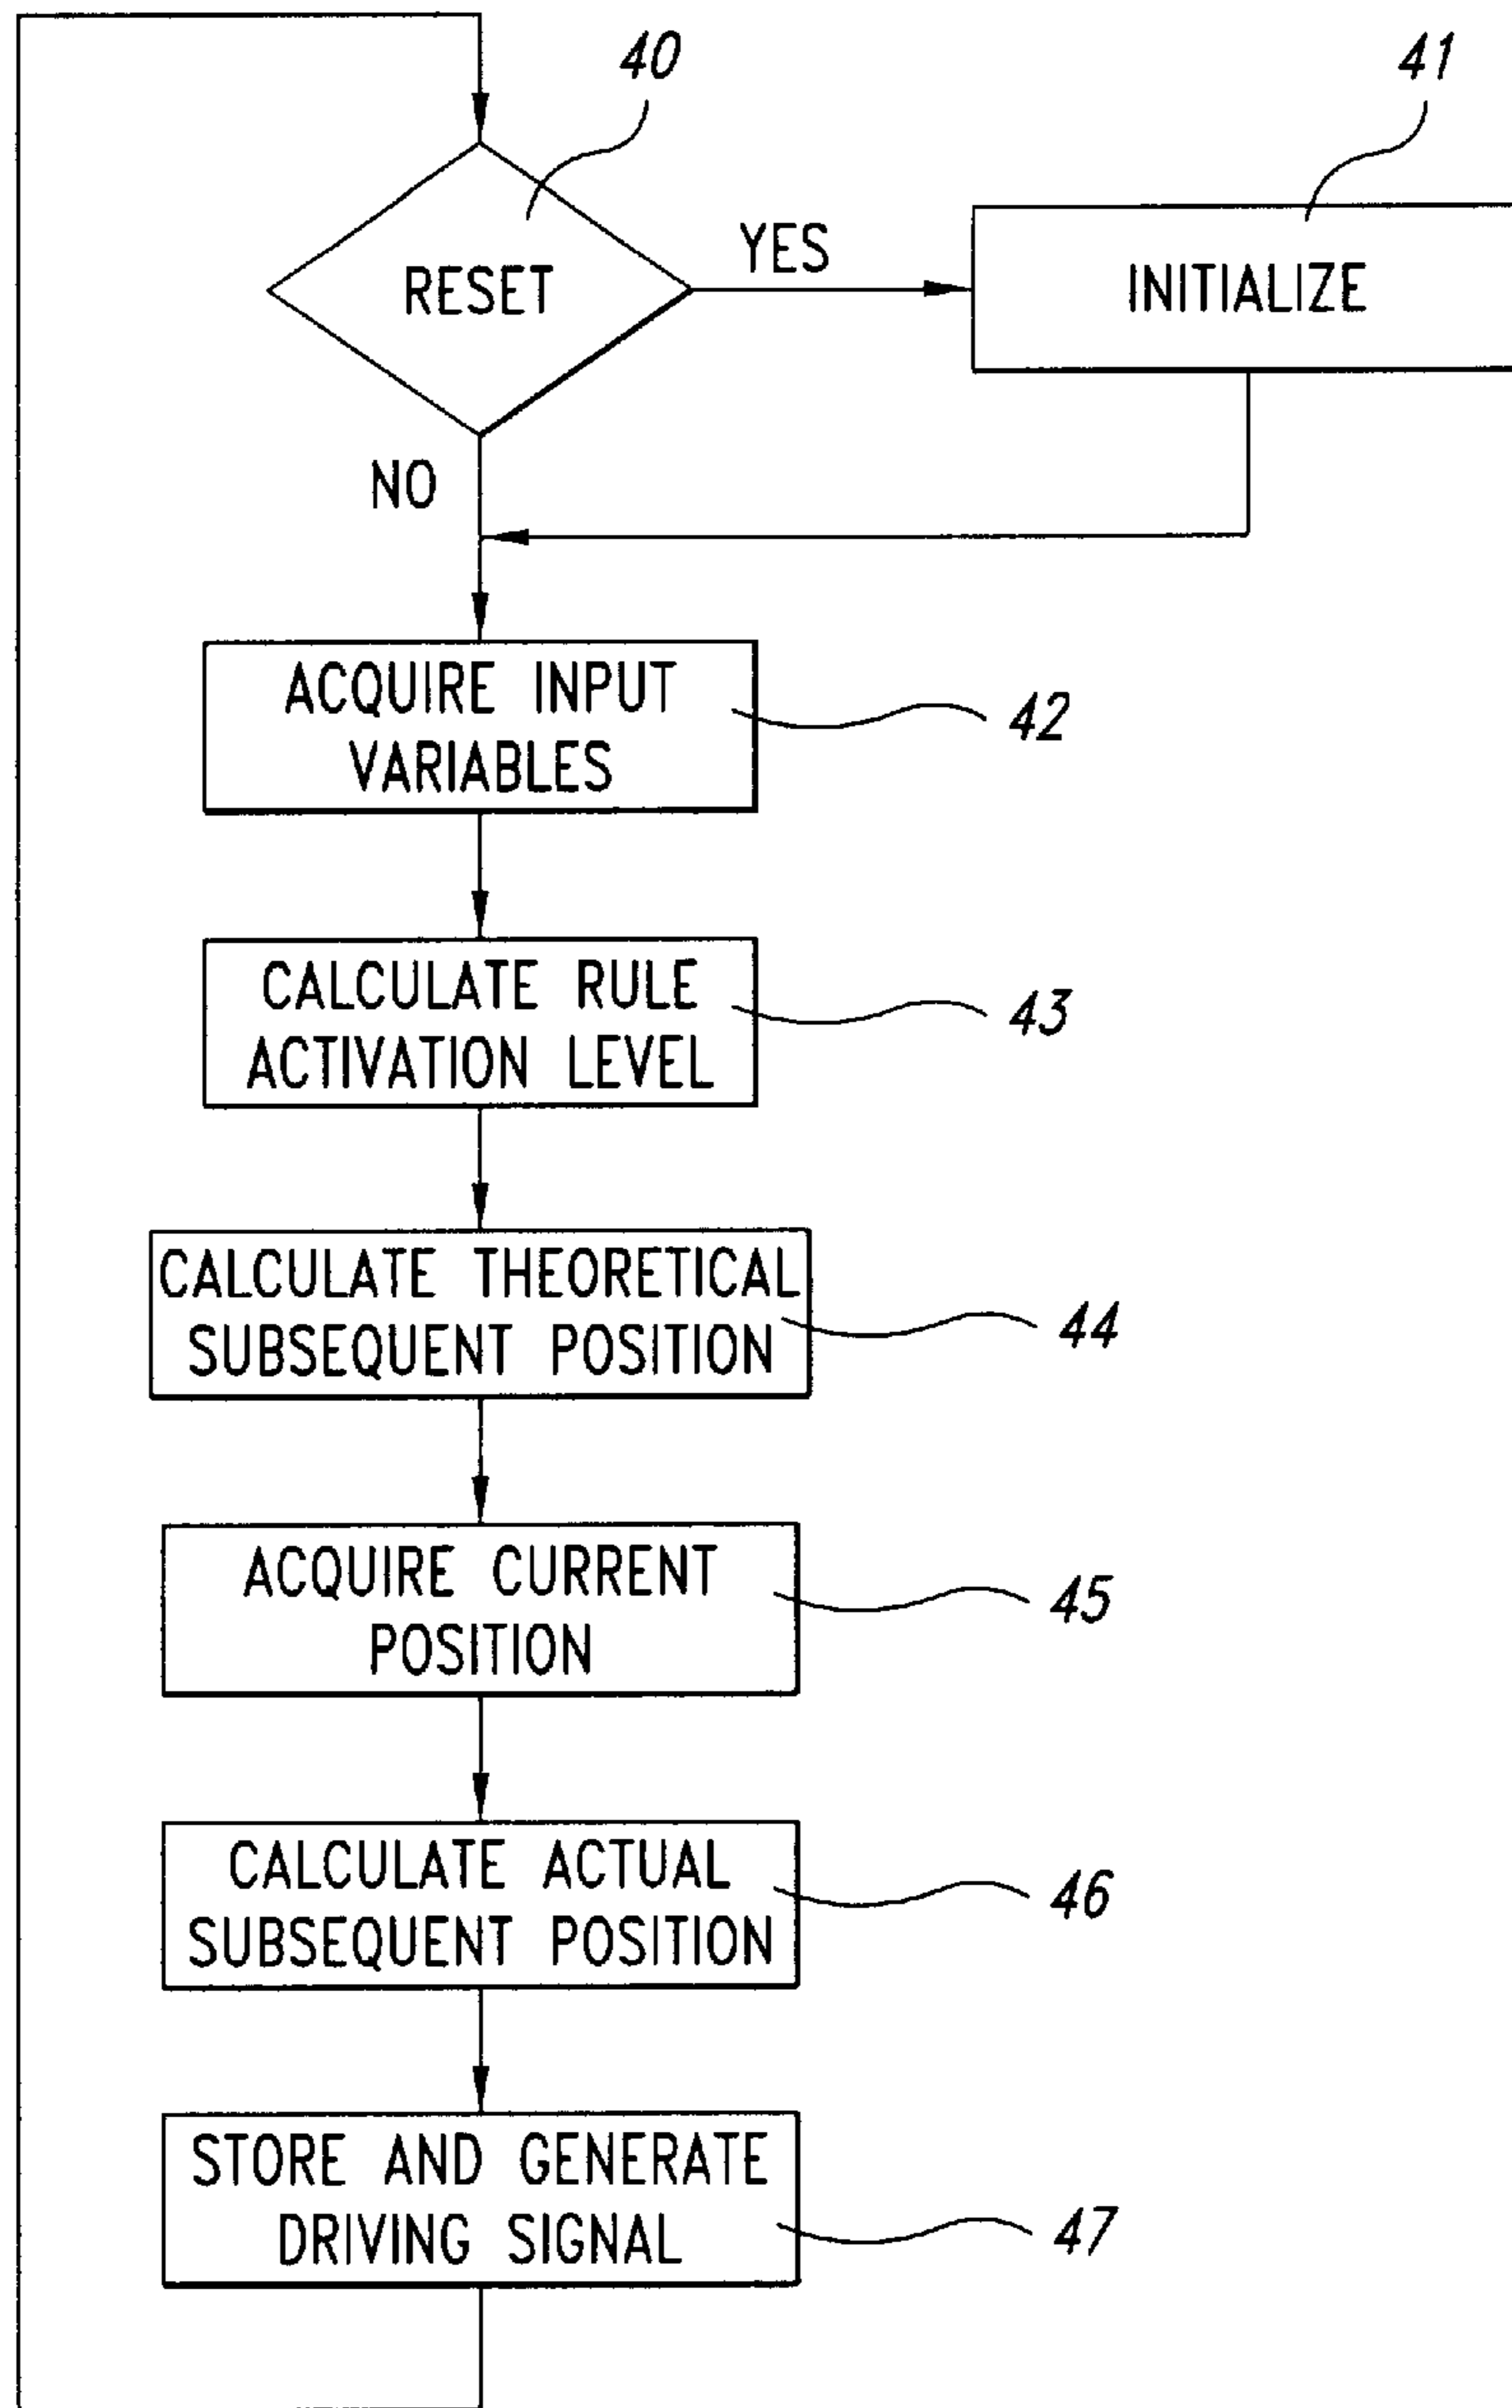 40
41
RESET
YES
INITIALIZE
NO
ACQUIRE INPUT
VARIABLES
42
CALCULATE RULE
ACTIVATION LEVEL
43
CALCULATE THEORETICAL
SUBSEQUENT POSITION
44
ACQUIRE CURRENT
POSITION
45
CALCULATE ACTUAL
SUBSEQUENT POSITION
46
STORE AND GENERATE
DRIVING SIGNAL
47